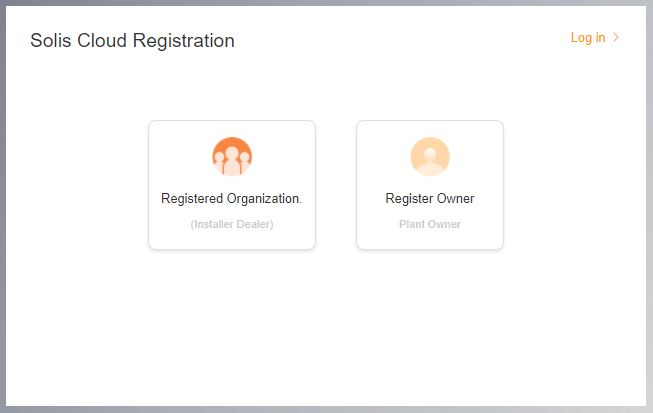 Solis Cloud Registration
Log in
Registered Organization.
(Installer Dealer)
Register Owner
Plant Owner